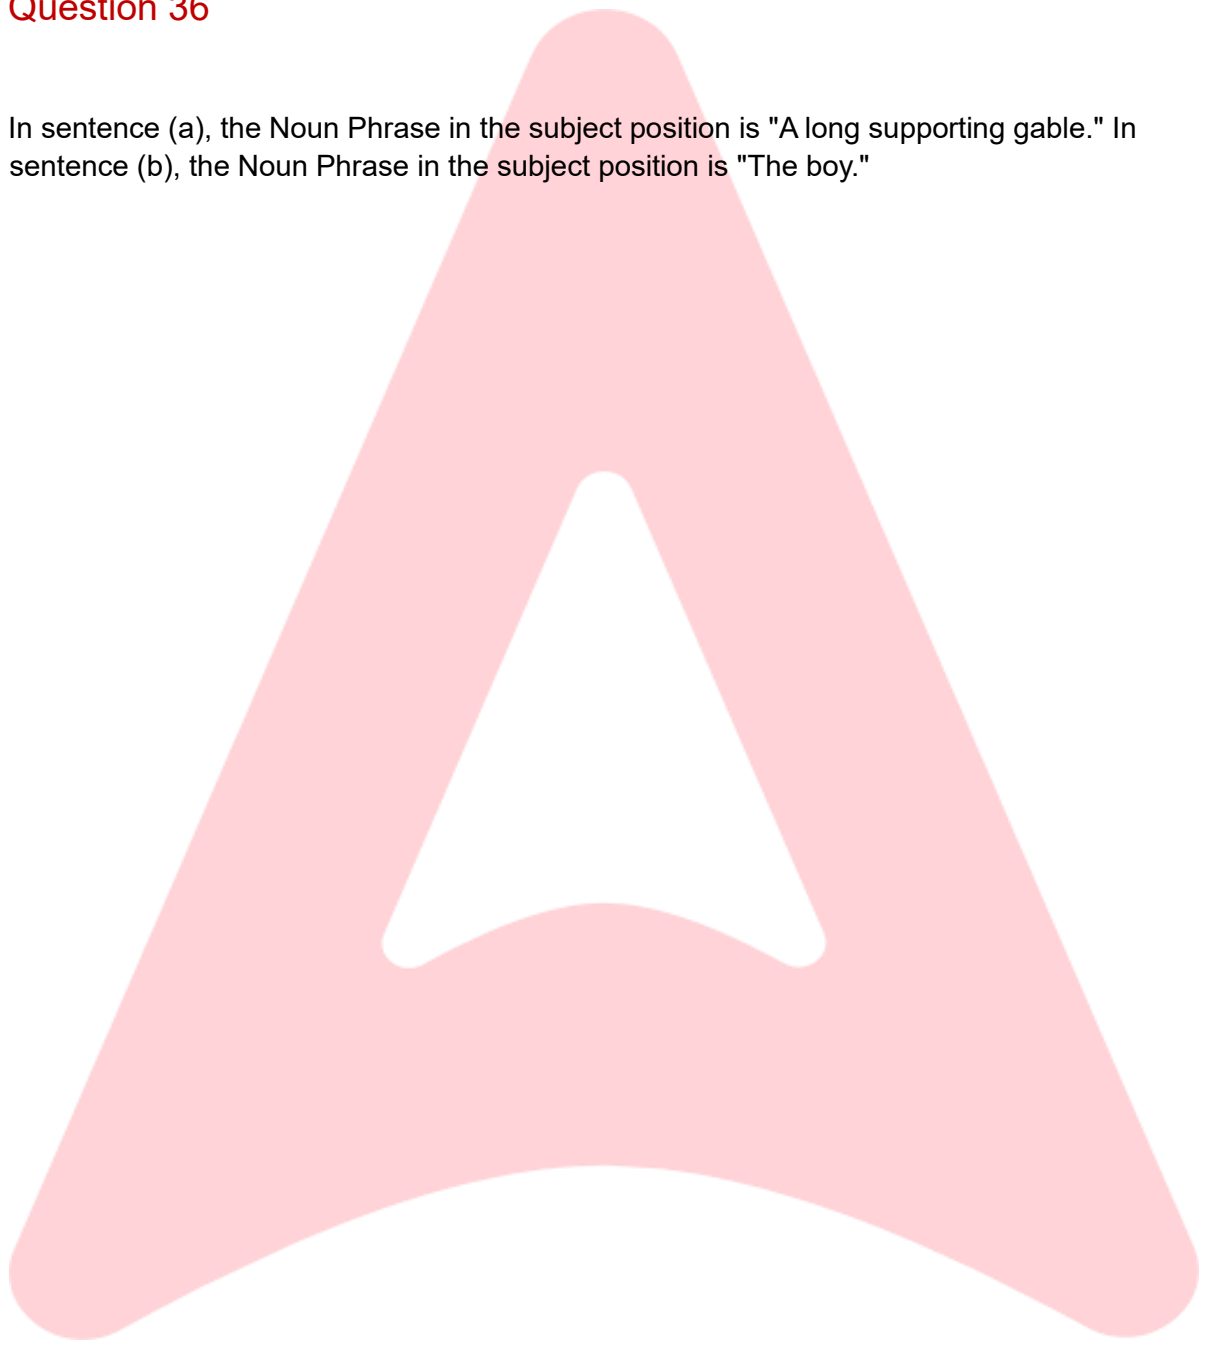 Question 36
In sentence (a), the Noun Phrase in the subject position is "A long supporting gable." In
sentence (b), the Noun Phrase in the subject position is "The boy."